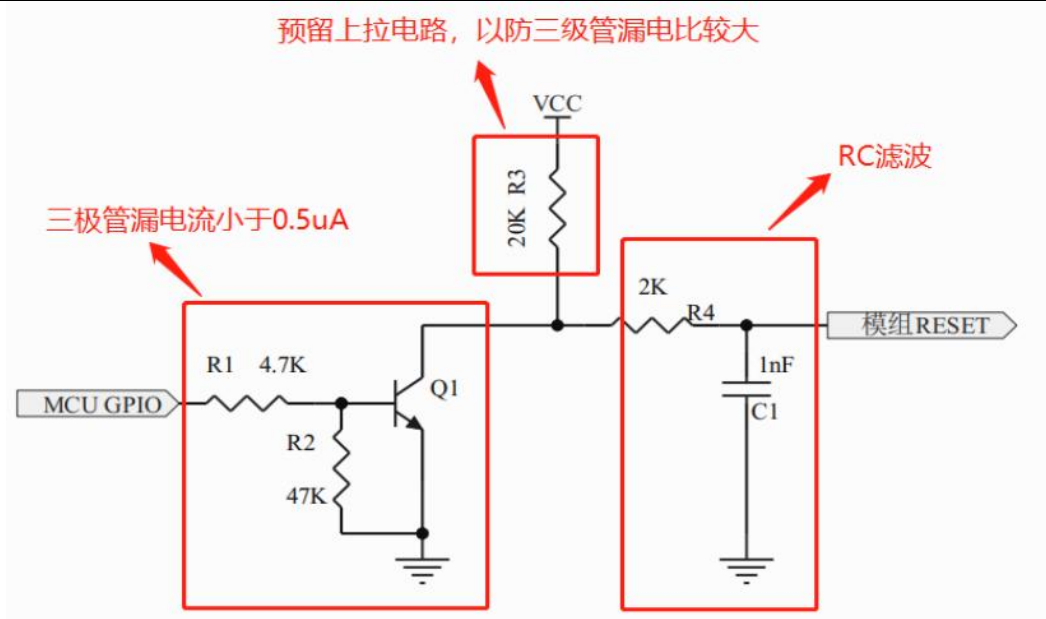 预留上拉电路，以防三级管漏电比较大
VCC
20K R3
RC滤波
三极管漏电流小于0.5uA
2K
R4
模组RESET
R1 4.7K
1nF
Q1
MCU GPIO
C1
R2
47K